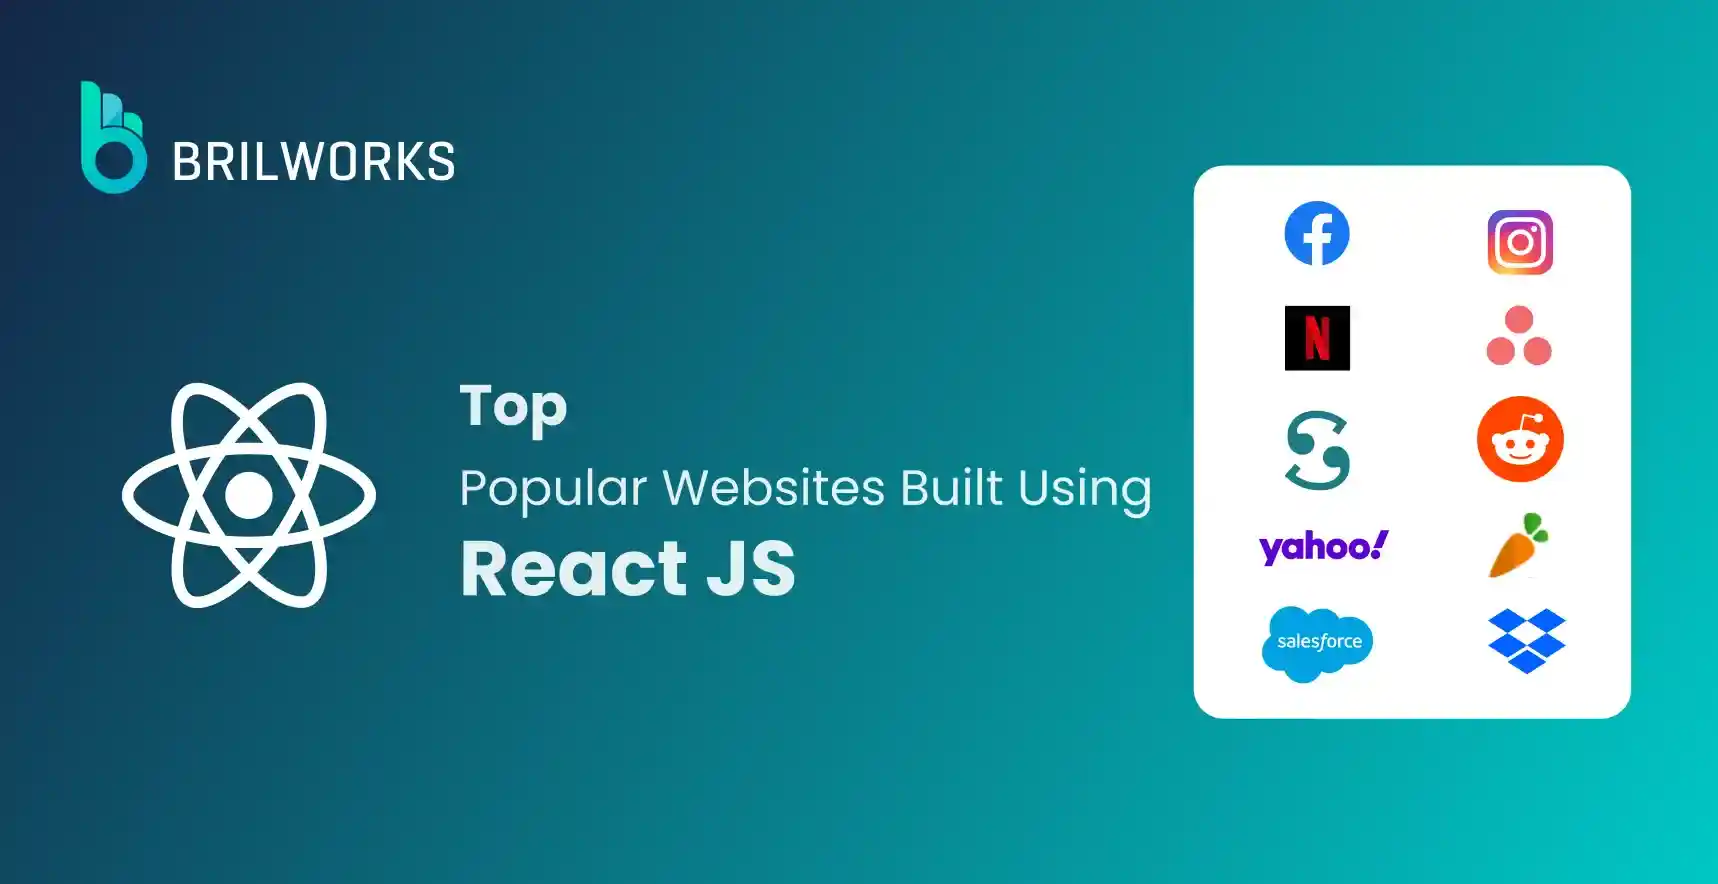 BRILWORKS
Top
Popular Websites Built Using
React JS
N
yahoo!
salesforce